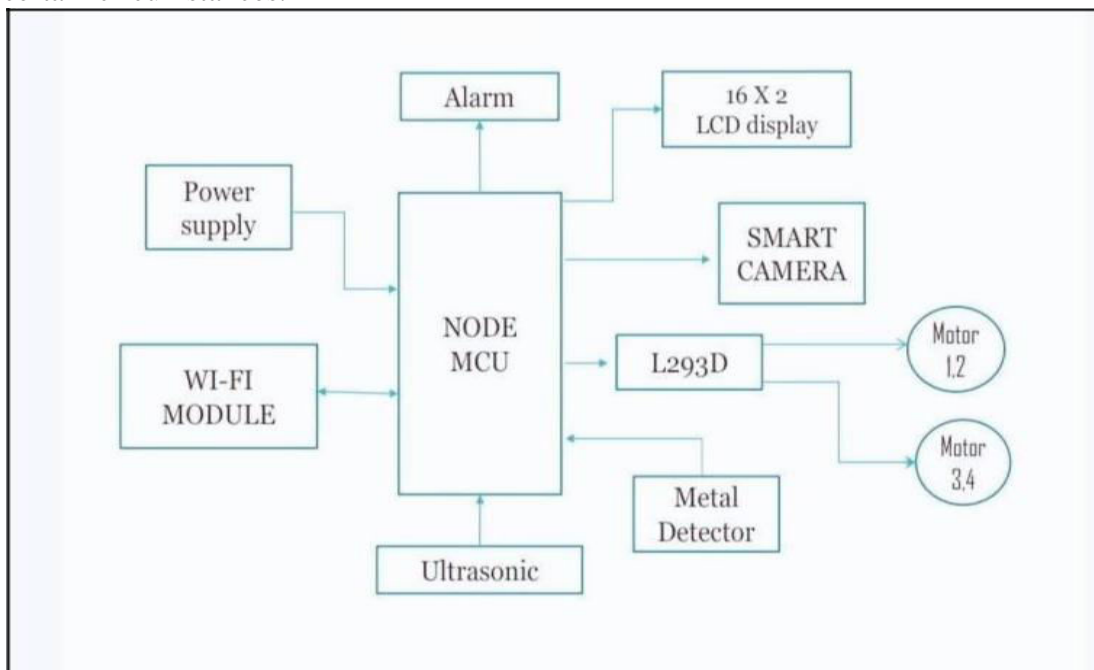 Alarm
16 X 2
LCD display
Power
supply
SMART
CAMERA
NODE
MCU
Motor
1,2
L293D
WI-FI
MODULE
Motor
3,4
Metal
Detector
Ultrasonic